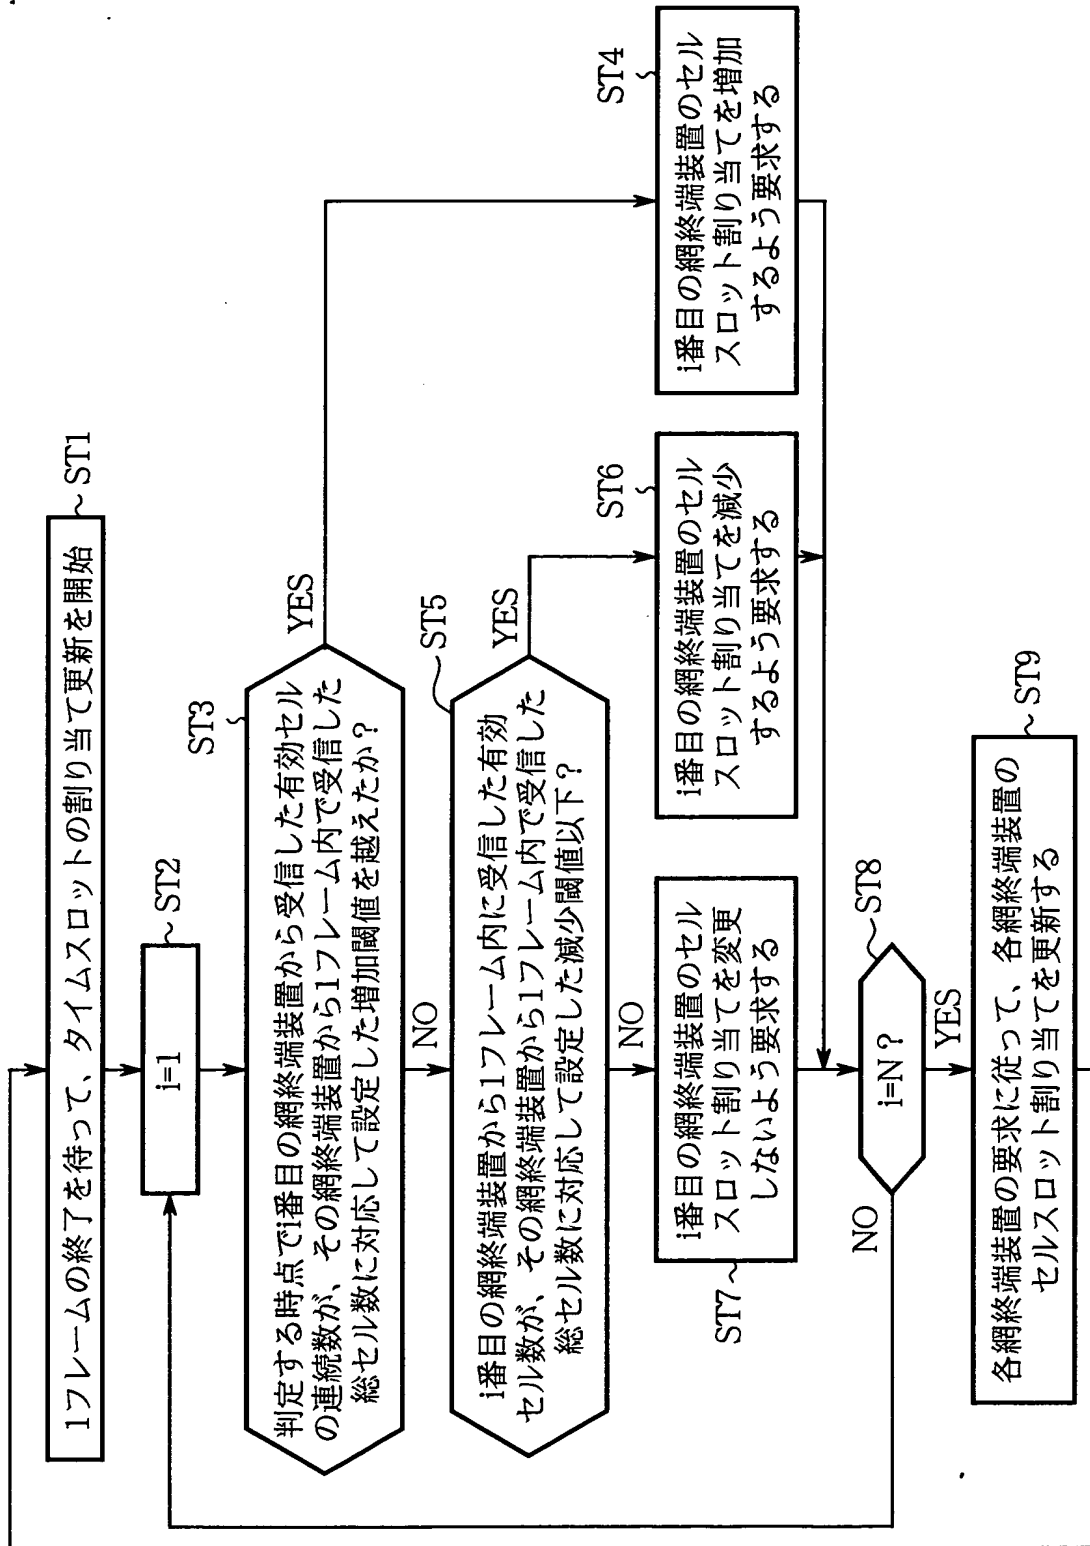 1フレームの終了を待って、タイムスロットの割り当て更新を開始
ST1
i=1
ST2
判定する時点でi番目の網終端装置から受信した有効セル
の連続数が、その網終端装置から1フレーム内で受信した
総セル数に対応して設定した増加閾値を越えたか？
ST3
YES
NO
i番目の網終端装置のセル
スロット割り当てを増加
するよう要求する
ST4
i番目の網終端装置から1フレーム内に受信した有効
セル数が、その網終端装置から1フレーム内で受信した
総セル数に対応して設定した減少閾値以下？
ST5
YES
NO
i番目の網終端装置のセル
スロット割り当てを減少
するよう要求する
ST6
i番目の網終端装置のセル
スロット割り当てを変更
しないよう要求する
ST7
i=N？
ST8
NO
YES
各網終端装置の要求に従って、各網終端装置の
セルスロット割り当てを更新する
ST9